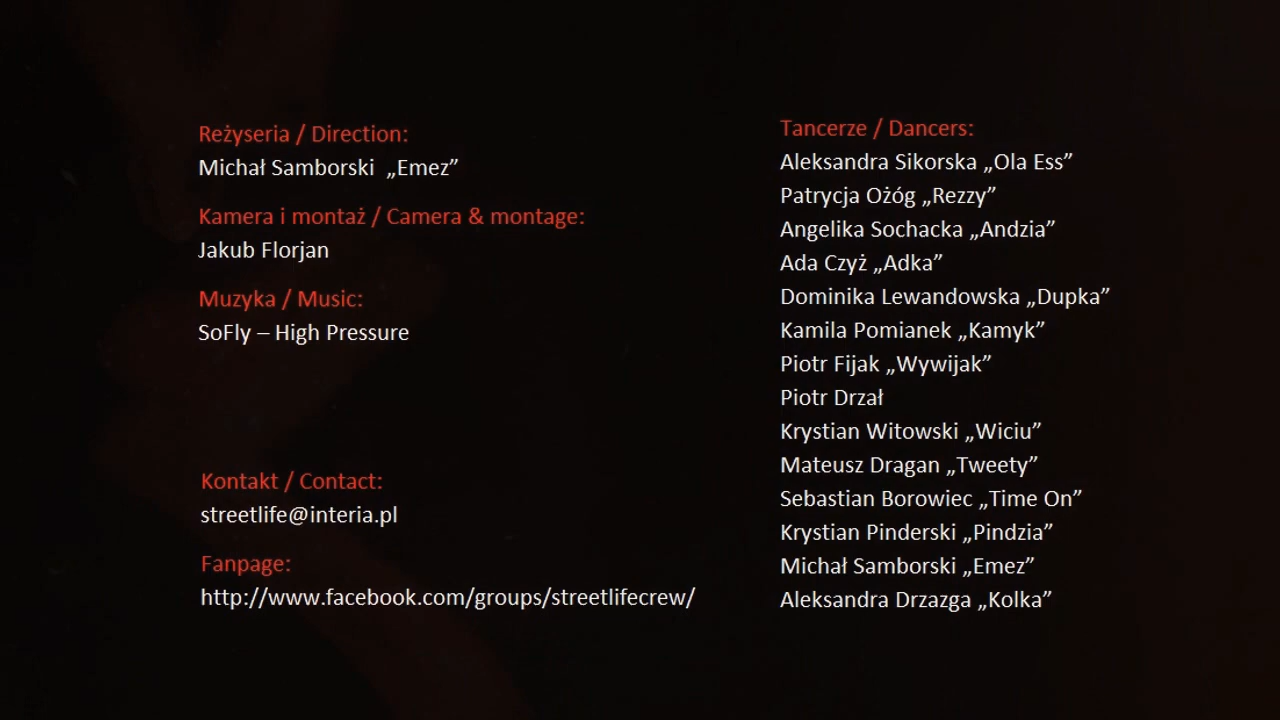 Reżyseria / Direction:
Michał Samborski „Emez”
Kamera i montaż / Camera & montage:
Jakub Florjan
Muzyka / Music:
SoFly – High Pressure
Kontakt / Contact:
streetlife@interia.pl
Fanpage:
http://www.facebook.com/groups/streetlifecrew/
Tancerze / Dancers:
Aleksandra Sikorska „Ola Ess”
Patrycja Ożóg „Rezzy”
Angelika Sochacka „Andzia”
Ada Czyż „Adka”
Dominika Lewandowska „Dupka”
Kamila Pomianek „Kamyk”
Piotr Fijak „Wywijak”
Piotr Drzał
Krystian Witowski „Wiciu”
Mateusz Dragan „Tweety”
Sebastian Borowiec „Time On”
Krystian Pinderski „Pindzia”
Michał Samborski „Emez”
Aleksandra Drzazga „Kolka”